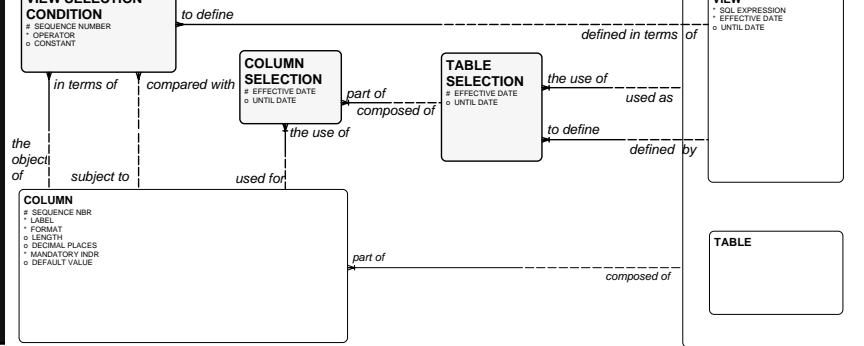 VIEW SELECTION
CONDITION
# SEQUENCE NUMBER
* OPERATOR
o CONSTANT
to define
defined in terms of
VIEW
* SQL EXPRESSION
* EFFECTIVE DATE
o UNTIL DATE
in terms of
compared with
COLUMN
SELECTION
# EFFECTIVE DATE
o UNTIL DATE
part of
composed of
TABLE
SELECTION
# EFFECTIVE DATE
o UNTIL DATE
the use of
used as
to define
defined by
the use of
the
object
of
subject to
used for
COLUMN
# SEQUENCE NBR
* LABEL
* FORMAT
o LENGTH
o DECIMAL PLACES
* MANDATORY INDR
o DEFAULT VALUE
part of
composed of
TABLE